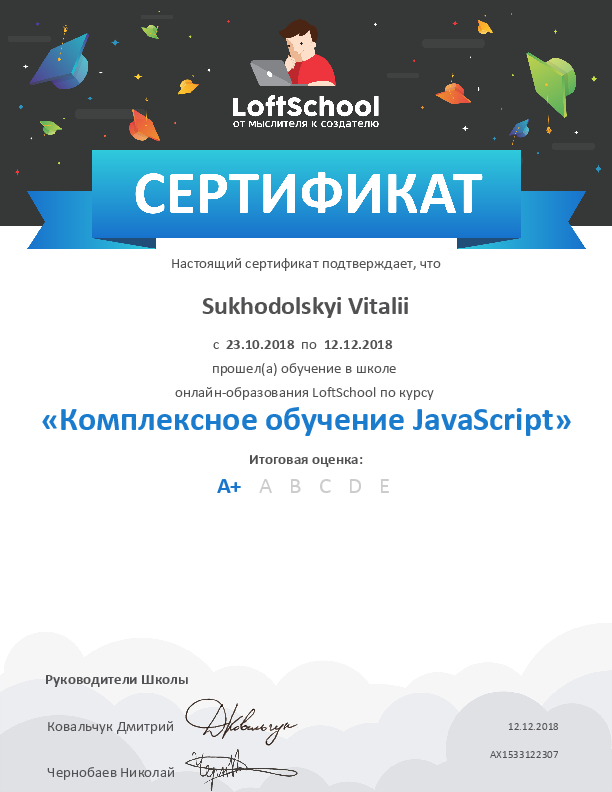 LoftSchool
от мыслителя к создателю
СЕРТИФИКАТ
Настоящий сертификат подтверждает, что
Sukhodolskyi Vitalii
с 23.10.2018 по 12.12.2018
прошел(а) обучение в школе
онлайн-образования LoftSchool по курсу
«Комплексное обучение JavaScript»
Итоговая оценка:
A+ A B C D E
Руководители Школы
Ковальчук Дмитрий
12.12.2018
AX1533122307
Чернобаев Николай